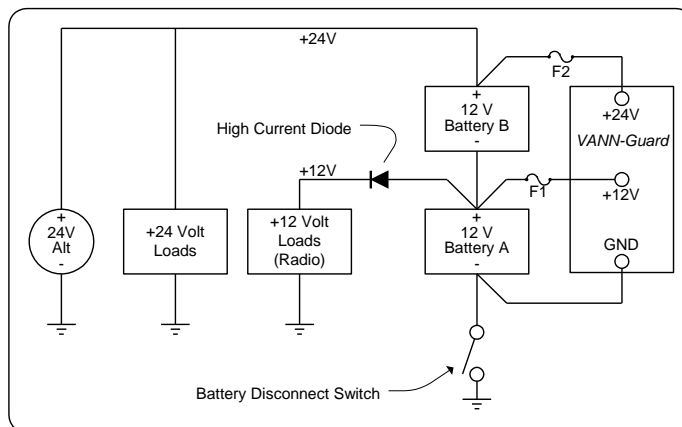 +24V
F2
+
12 V
Battery B
-
+24V
VANN-Guard
High Current Diode
+12V
F1
+12V
+
24V
Alt
-
+24 Volt
Loads
+12 Volt
Loads
(Radio)
+
12 V
Battery A
-
GND
Battery Disconnect Switch